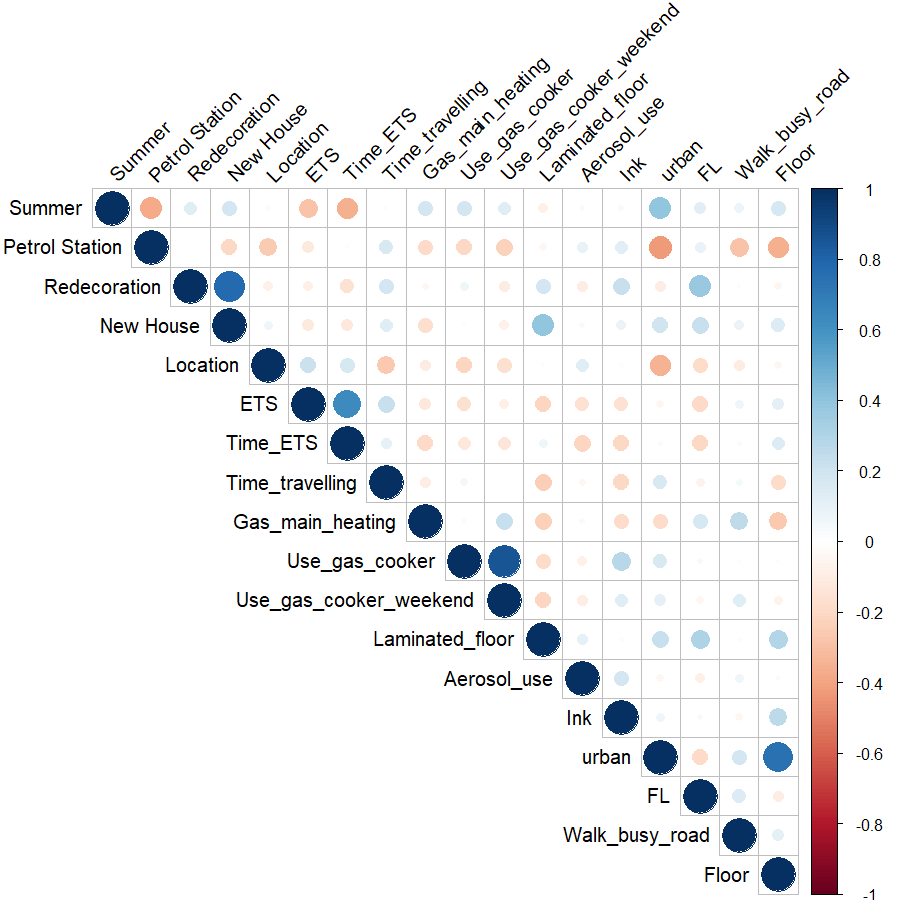 Summer
Petrol Station
Redecoration
New House
Location
ETS
Time_ETS
Time_travelling
Gas_main_heating
Use_gas_cooker
Use_gas_cooker_weekend
Laminated_floor
Aerosol_use
Ink
urban
FL
Walk_busy_road
Floor
Summer
Petrol Station
Redecoration
New House
Location
ETS
Time_ETS
Time_travelling
Gas_main_heating
Use_gas_cooker
Use_gas_cooker_weekend
Laminated_floor
Aerosol_use
Ink
urban
FL
Walk_busy_road
Floor
1
0.8
0.6
0.4
0.2
0
-0.2
-0.4
-0.6
-0.8
-1